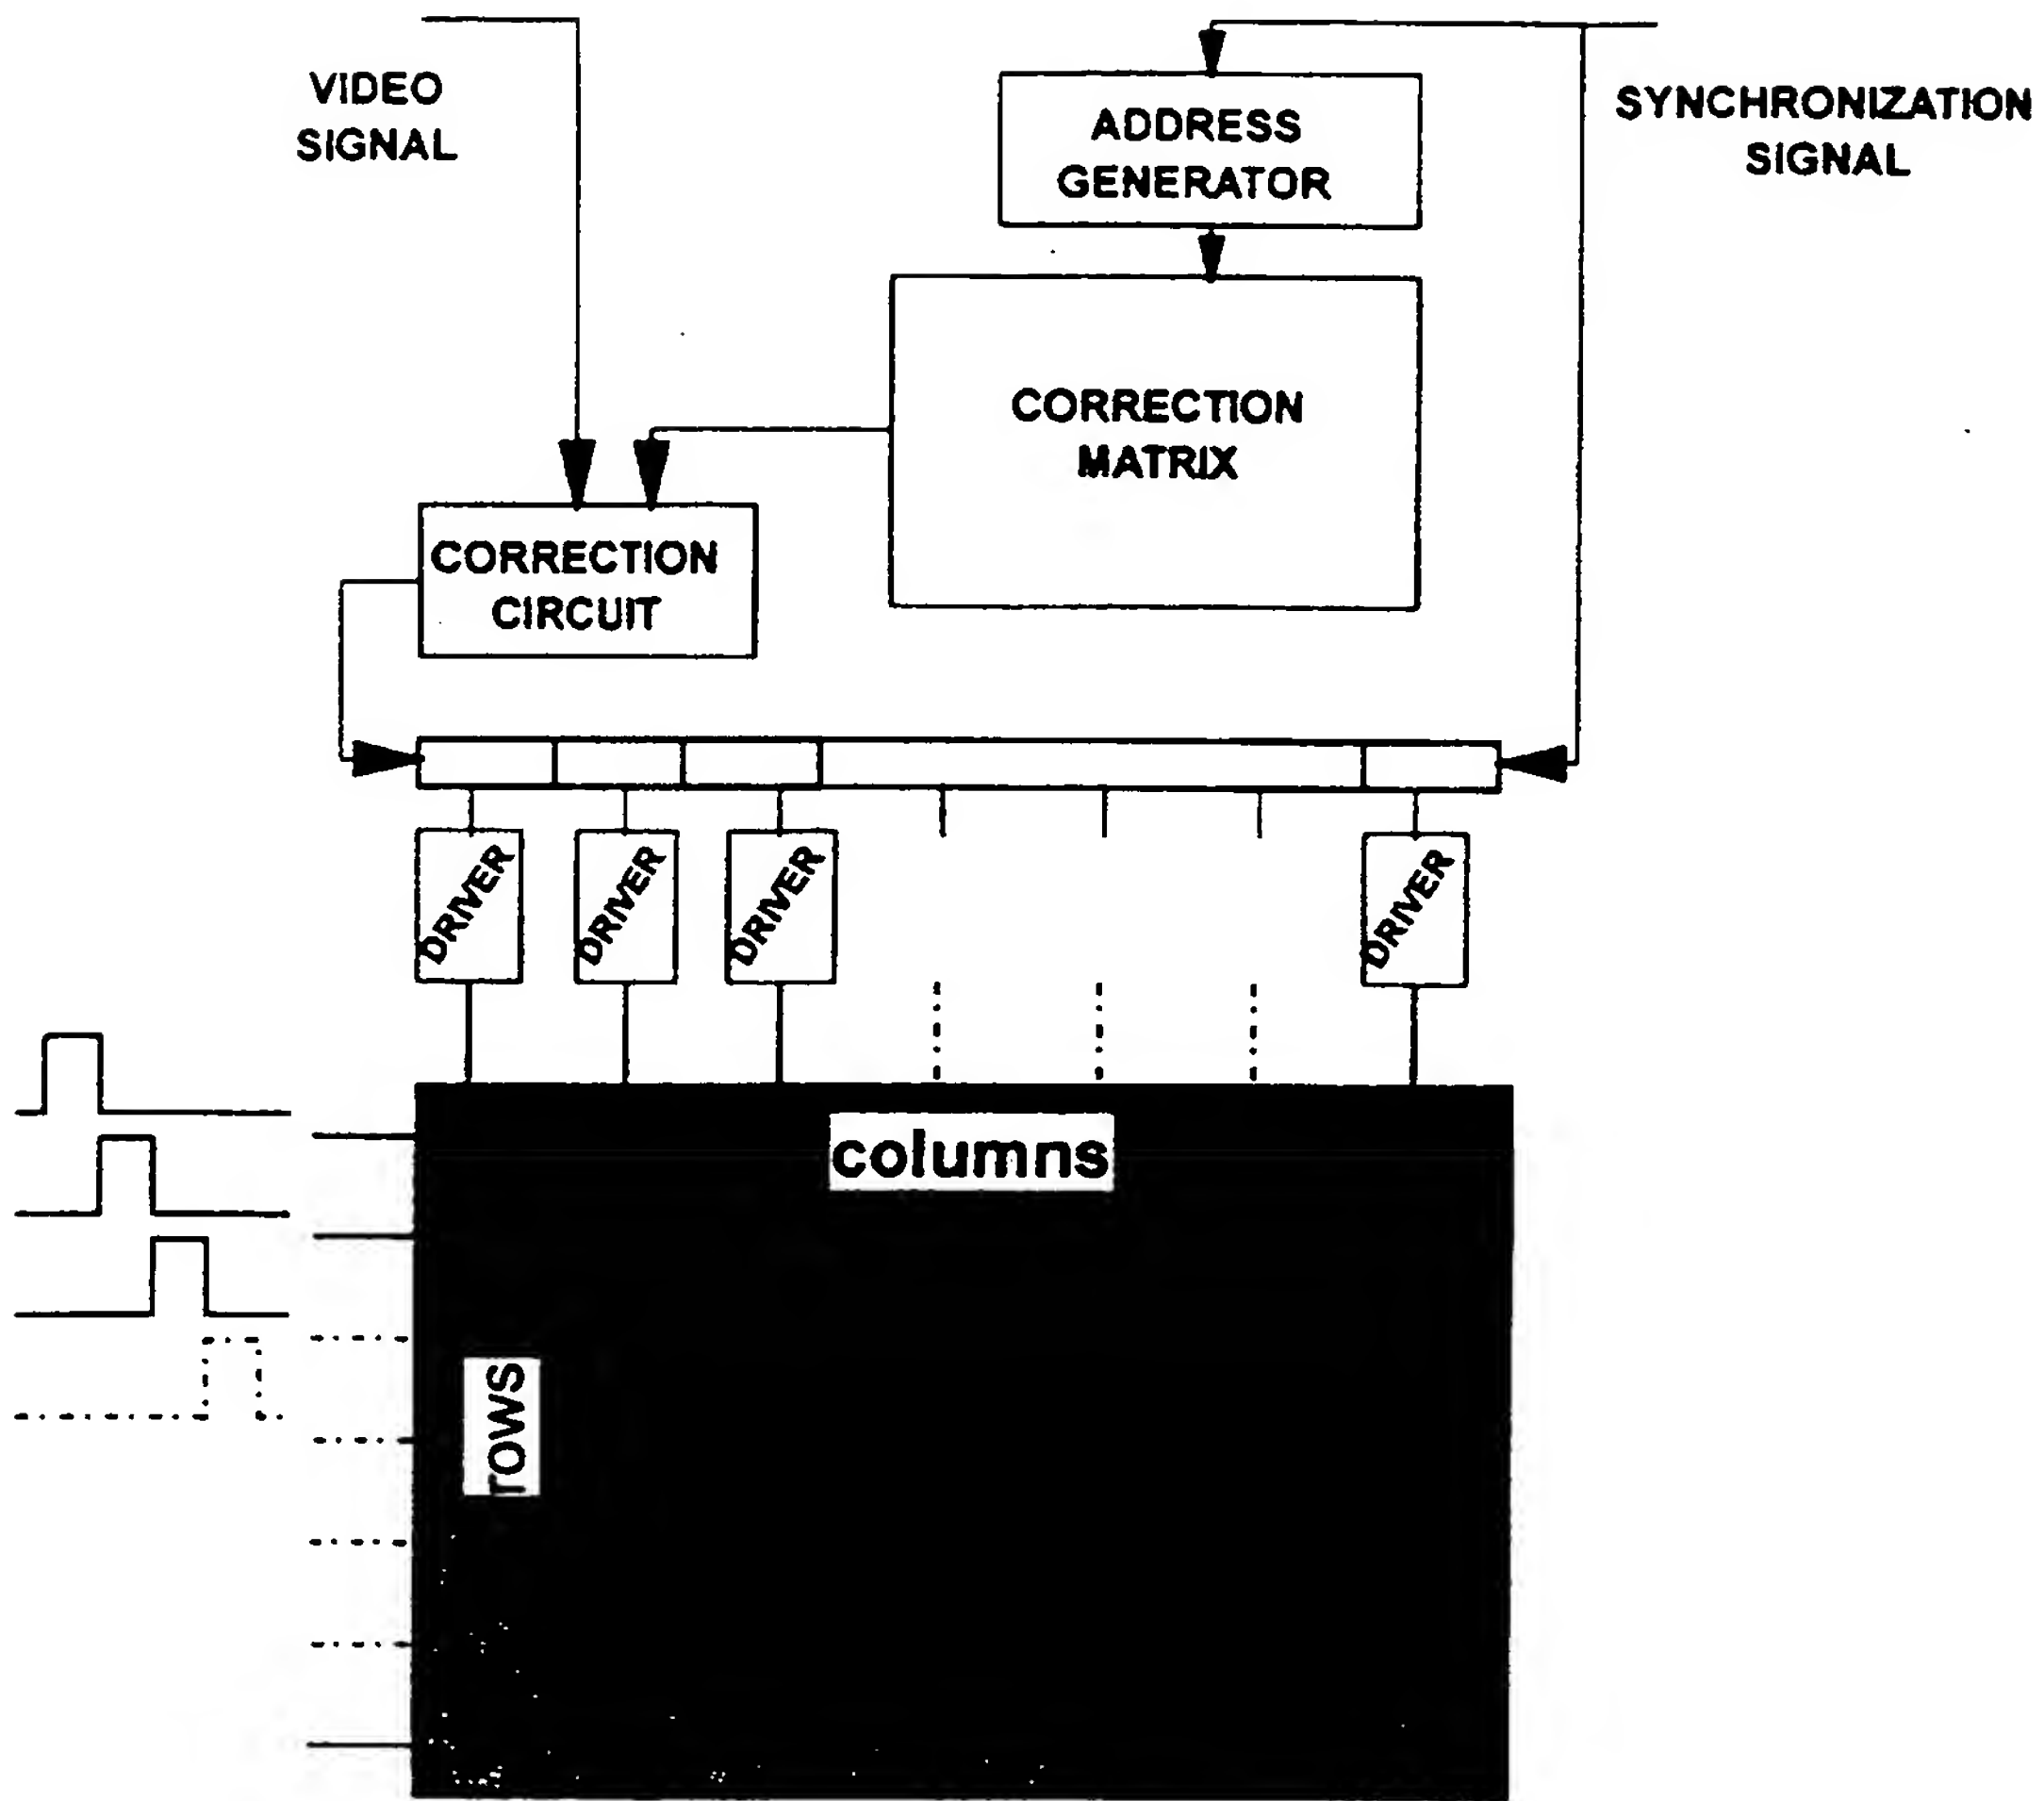 VIDEO
SIGNAL
ADDRESS
GENERATOR
SYNCHRONIZATION
SIGNAL
CORRECTION
MATRIX
CORRECTION
CIRCUIT
DRIVER
DRIVER
DRIVER
DRIVER
columns
rows